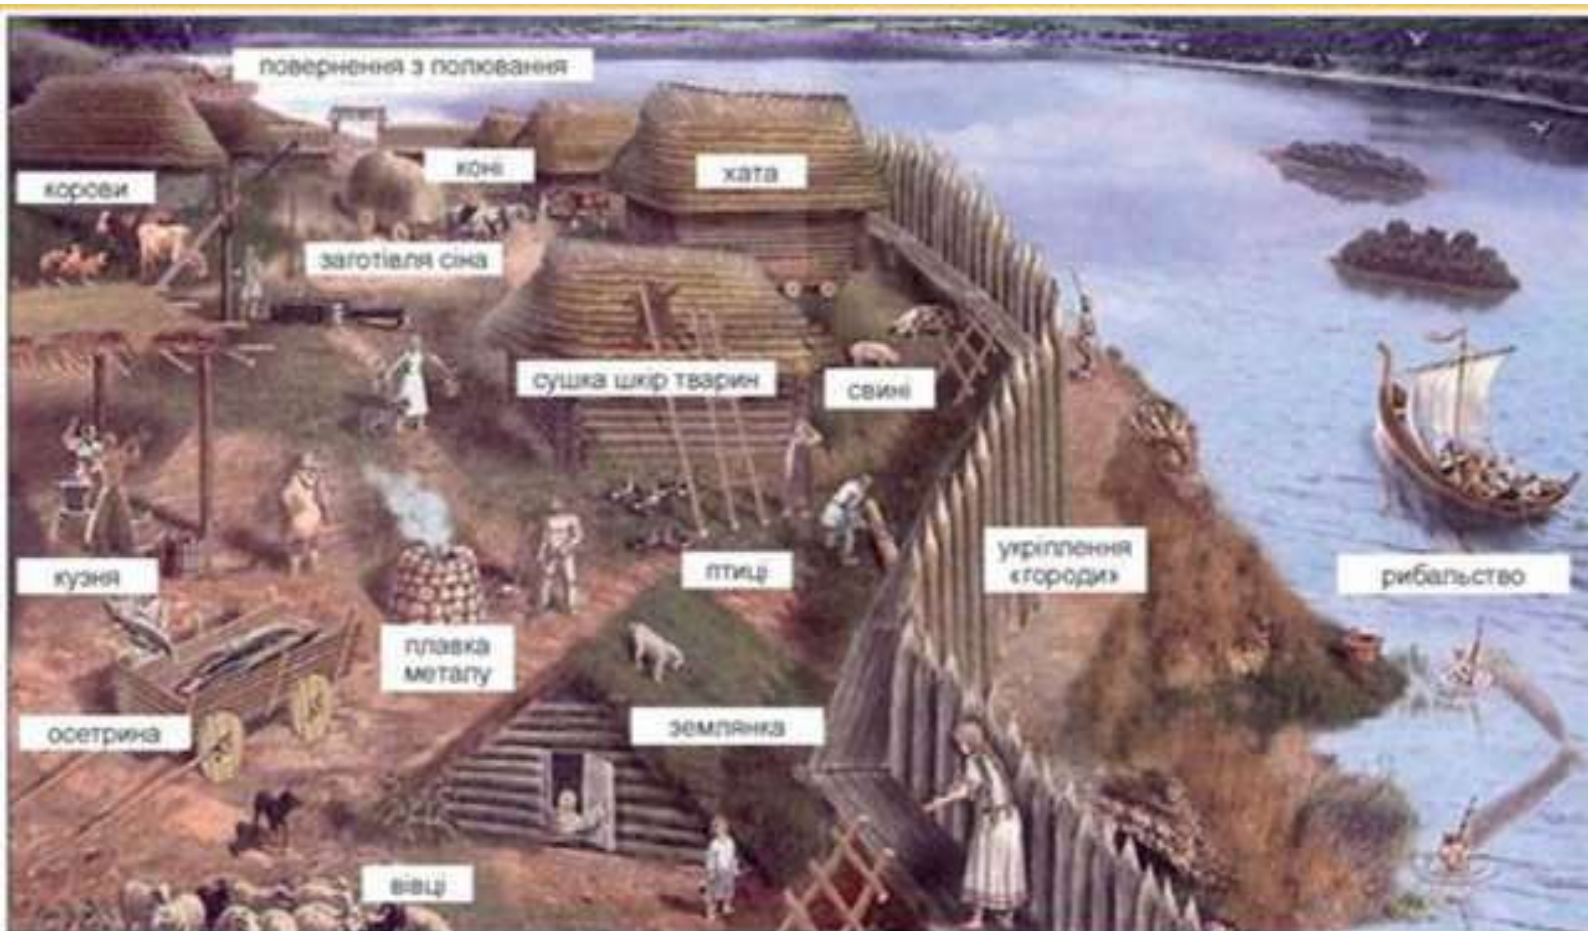 повернення з полювання
коні
хата
корови
заготівля сіна
сушка шкір тварин
свині
укріплення
«городи»
птиці
рибальство
кузня
плавка
металу
осетрина
землянка
вівці